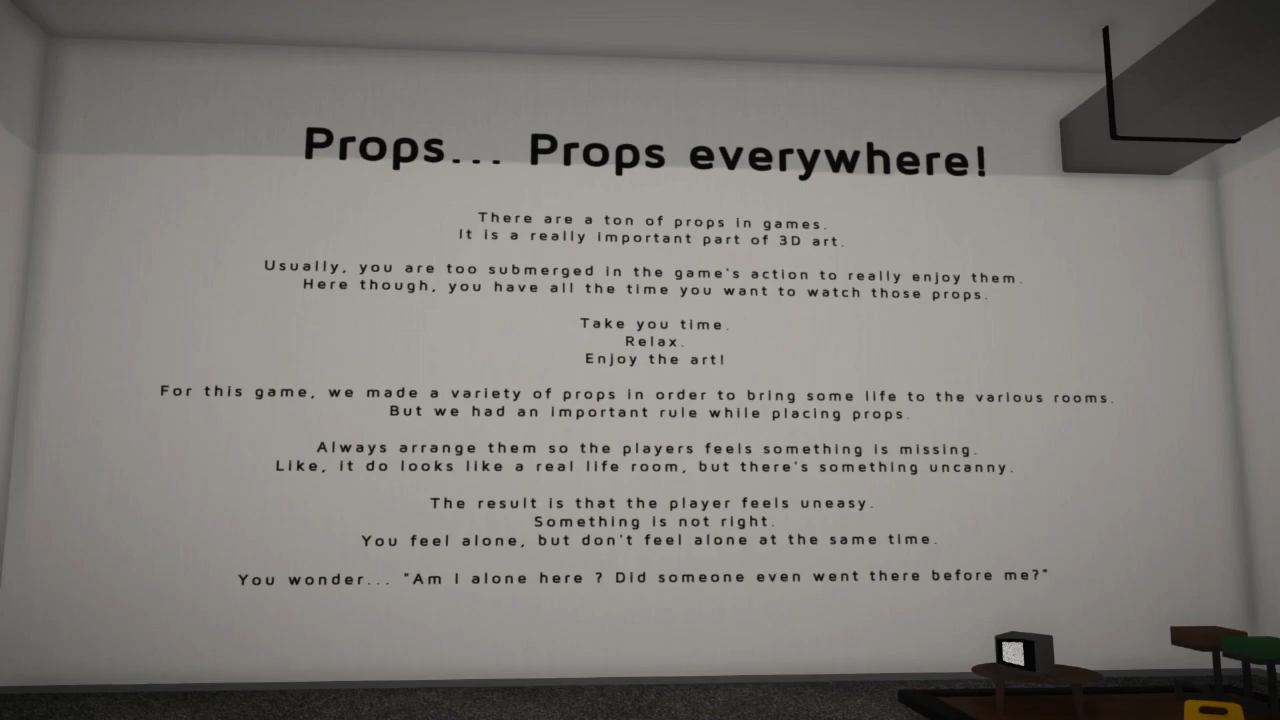 Props... Props everywhere!
There are a ton of props in games.
It is a really important part of 3D art.
Usually, you are too submerged in the game's action to really enjoy them.
Here though, you have all the time you want to watch those props.
Take you time.
Relax.
Enjoy the art!
For this game, we made a variety of props in order to bring some life to the various rooms.
But we had an important rule while placing props.
Always arrange them so the players feels something is missing.
Like, it do looks like a real life room, but there's something uncanny.
The result is that the player feels uneasy.
Something is not right.
You feel alone, but don't feel alone at the same time.
You wonder... "Am I alone here ? Did someone even went there before me?"